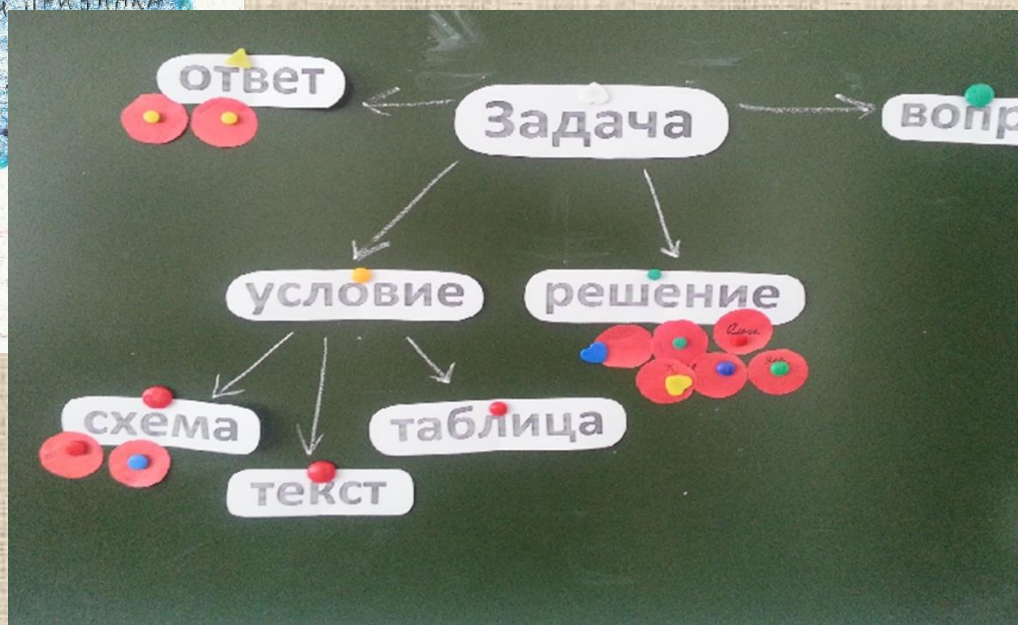 ответ
Задача
вопр
условие
решение
схема
таблица
текст